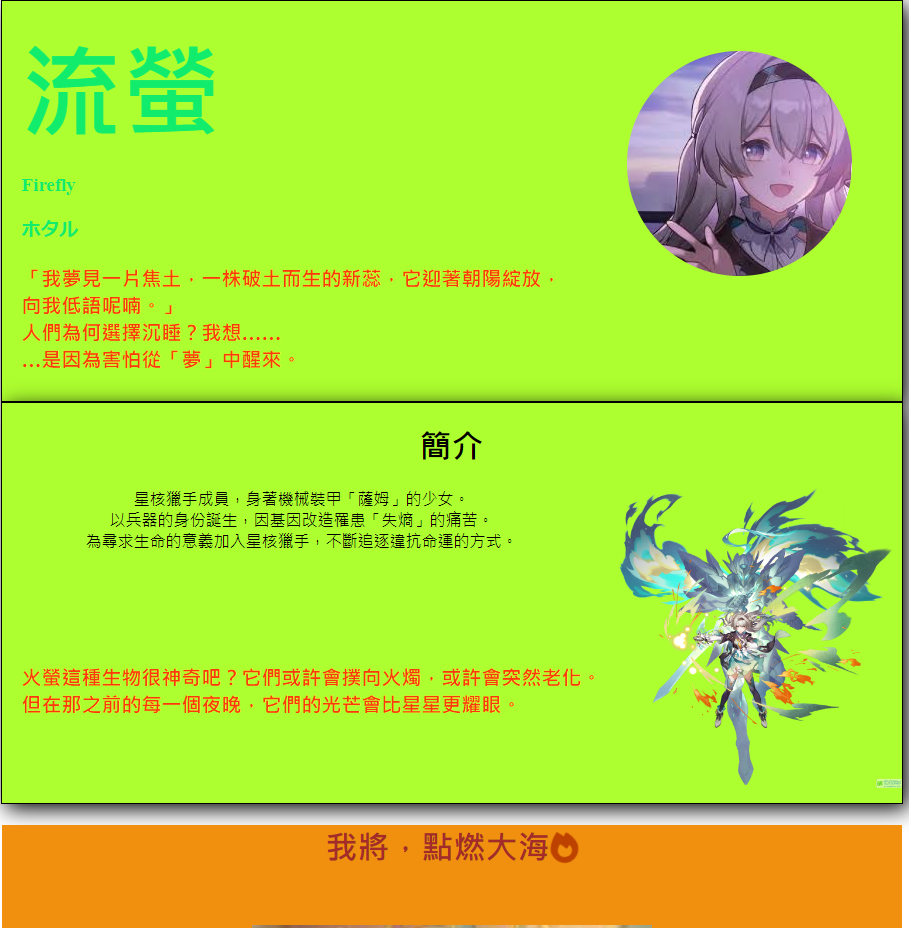 流螢
Firefly
ホタル
「我夢見一片焦土，一株破土而生的新蕊，它迎著朝陽綻放，
向我低語呢喃。」
人們為何選擇沉睡？我想......
...是因為害怕從「夢」中醒來。
簡介
星核獵手成員，身著機械裝甲「薩姆」的少女。
以兵器的身份誕生，因基因改造罹患「失熵」的痛苦。
為尋求生命的意義加入星核獵手，不斷追逐違抗命運的方式。
火螢這種生物很神奇吧？它們或許會撲向火燭，或許會突然老化。
但在那之前的每一個夜晚，它們的光芒會比星星更耀眼。
我將，點燃大海